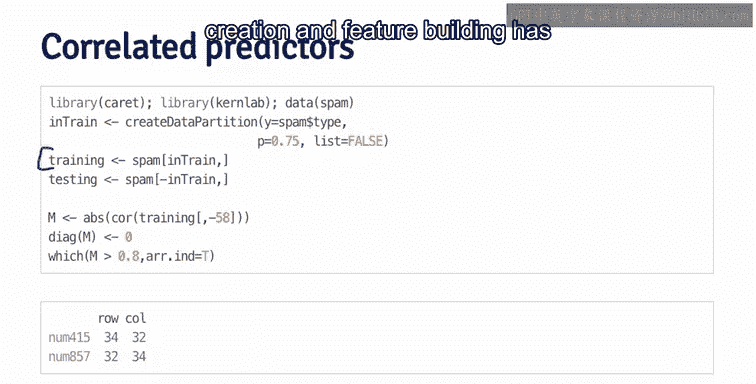 creation and feature building has
Correlated predictors
library(caret); library(kernlab); data(spam)
inTrain <- createDataPartition(y=spam$type,
p=0.75, list=FALSE)
training <- spam[inTrain,]
testing <- spam[-inTrain,]
M <- abs(cor(training[,-58]))
diag(M) <- 0
which(M > 0.8,arr.ind=T)
row col
num415 34 32
num857 32 34